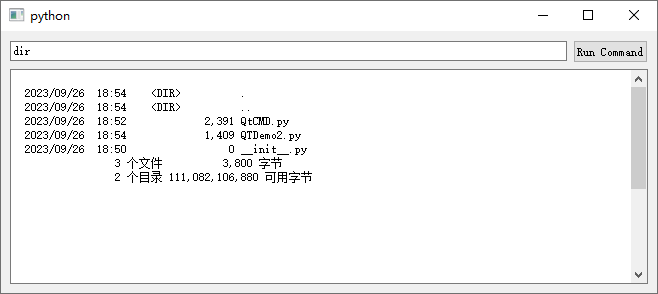 python
dir
Run Command
2023/09/26  18:54    <DIR>          .
2023/09/26  18:54    <DIR>          ..
2023/09/26  18:52             2,391 QtCMD.py
2023/09/26  18:54             1,409 QTDemo2.py
2023/09/26  18:50                 0 __init__.py
3 个文件          3,800 字节
2 个目录 111,082,106,880 可用字节